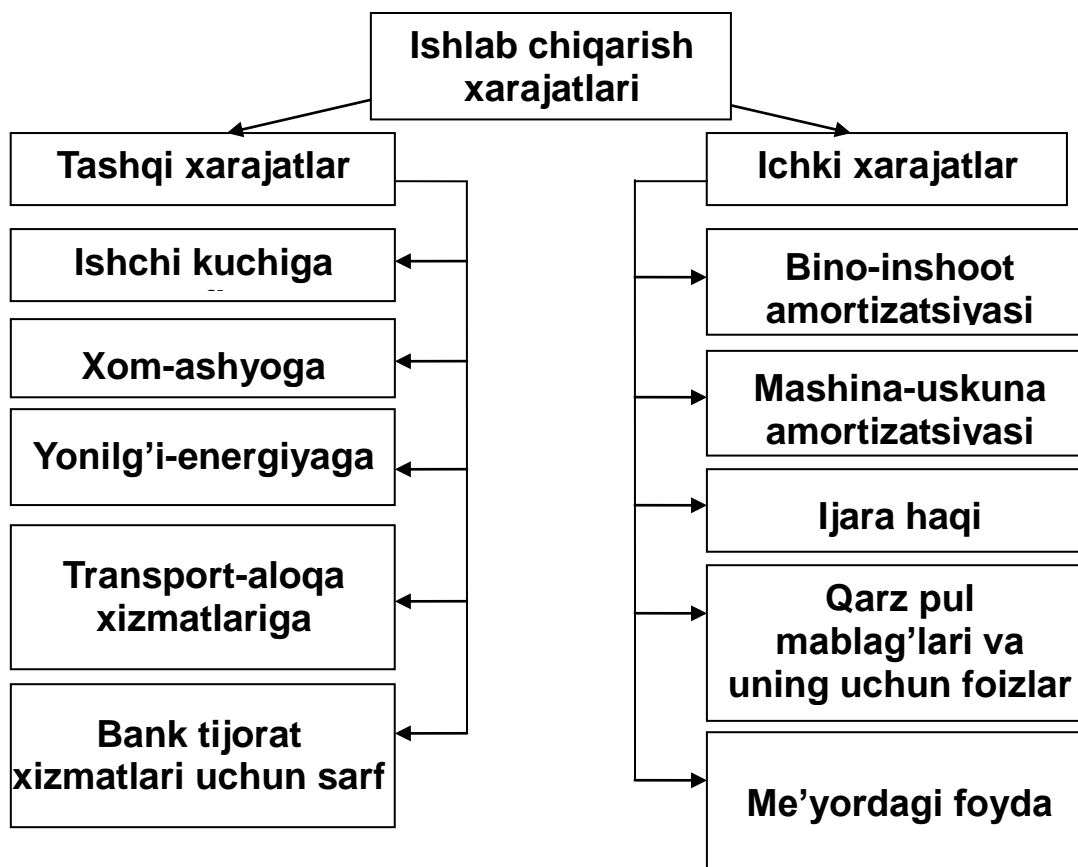 Ishlab chiqarish
xarajatlari
Tashqi xarajatlar
Ishchi kuchiga
Xom-ashyoga
Yonilg’i-energiyaga
Transport-aloqa
xizmatlariga
Bank tijorat
xizmatlari uchun sarf
Ichki xarajatlar
Bino-inshoot
amortizatsiyasi
Mashina-uskuna
amortizatsiyasi
Ijara haqi
Qarz pul
mablag’lari va
uning uchun foizlar
Me’yordagi foyda